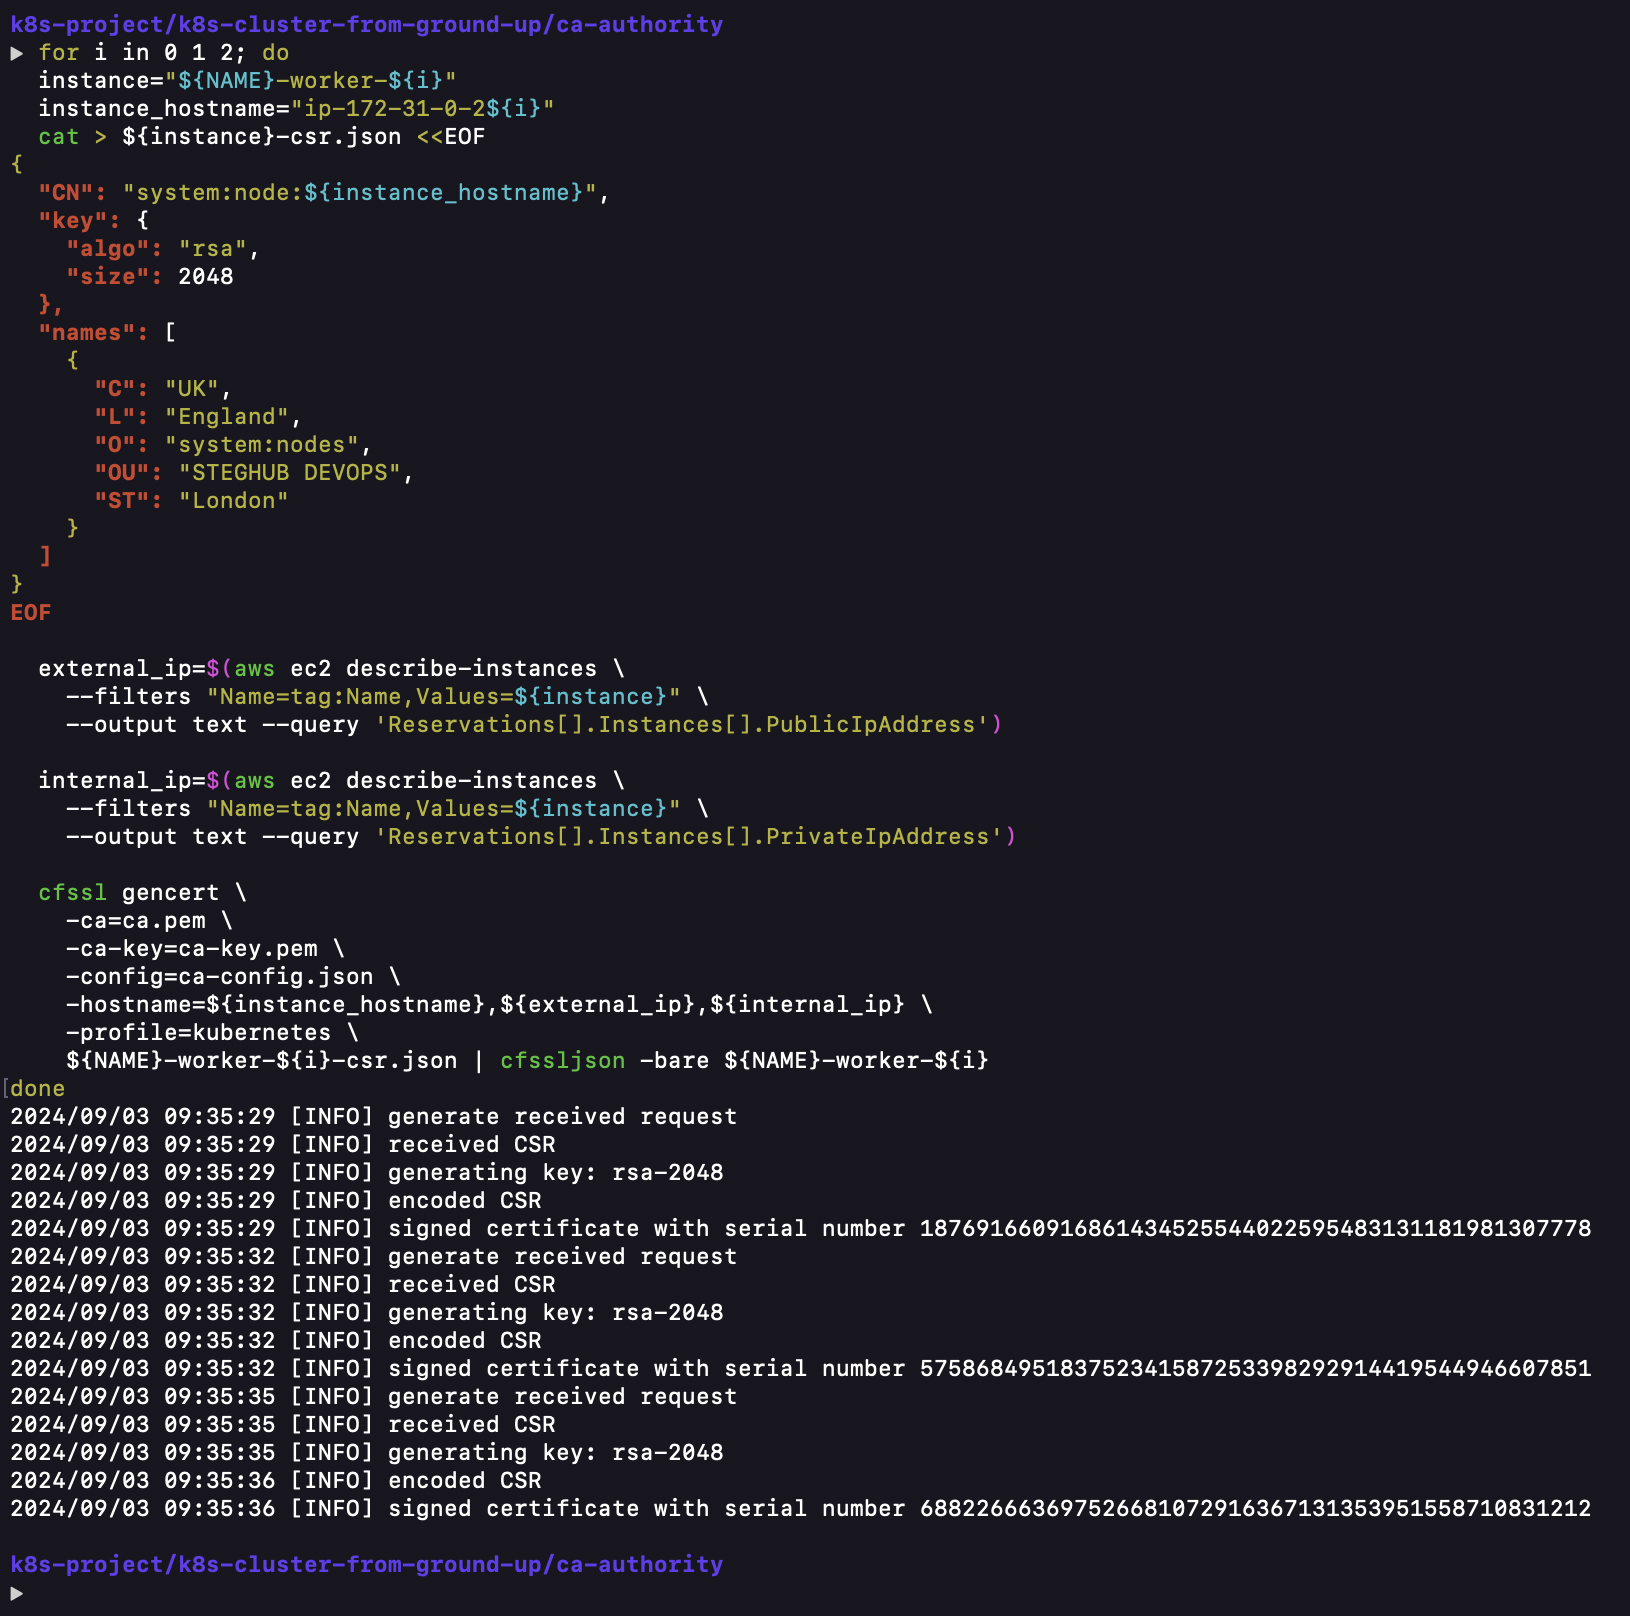 k8s-project/k8s-cluster-from-ground-up/ca-authority
▶ for i in 0 1 2; do
  instance="${NAME}-worker-${i}"
  instance_hostname="ip-172-31-0-2${i}"
  cat > ${instance}-csr.json <<EOF
{
  "CN": "system:node:${instance_hostname}",
  "key": {
    "algo": "rsa",
    "size": 2048
  },
  "names": [
    {
      "C": "UK",
      "L": "England",
      "O": "system:nodes",
      "OU": "STEGHUB DEVOPS",
      "ST": "London"
    }
  ]
}
EOF

  external_ip=$(aws ec2 describe-instances \
    --filters "Name=tag:Name,Values=${instance}" \
    --output text --query 'Reservations[].Instances[].PublicIpAddress')

  internal_ip=$(aws ec2 describe-instances \
    --filters "Name=tag:Name,Values=${instance}" \
    --output text --query 'Reservations[].Instances[].PrivateIpAddress')

  cfssl gencert \
    -ca=ca.pem \
    -ca-key=ca-key.pem \
    -config=ca-config.json \
    -hostname=${instance_hostname},${external_ip},${internal_ip} \
    -profile=kubernetes \
    ${NAME}-worker-${i}-csr.json | cfssljson -bare ${NAME}-worker-${i}
done
2024/09/03 09:35:29 [INFO] generate received request
2024/09/03 09:35:29 [INFO] received CSR
2024/09/03 09:35:29 [INFO] generating key: rsa-2048
2024/09/03 09:35:29 [INFO] encoded CSR
2024/09/03 09:35:29 [INFO] signed certificate with serial number 187691660916861434525544022595483131181981307778
2024/09/03 09:35:32 [INFO] generate received request
2024/09/03 09:35:32 [INFO] received CSR
2024/09/03 09:35:32 [INFO] generating key: rsa-2048
2024/09/03 09:35:32 [INFO] encoded CSR
2024/09/03 09:35:32 [INFO] signed certificate with serial number 575868495183752341587253398292914419544946607851
2024/09/03 09:35:35 [INFO] generate received request
2024/09/03 09:35:35 [INFO] received CSR
2024/09/03 09:35:35 [INFO] generating key: rsa-2048
2024/09/03 09:35:36 [INFO] encoded CSR
2024/09/03 09:35:36 [INFO] signed certificate with serial number 688226663697526681072916367131353951558710831212

k8s-project/k8s-cluster-from-ground-up/ca-authority
▶